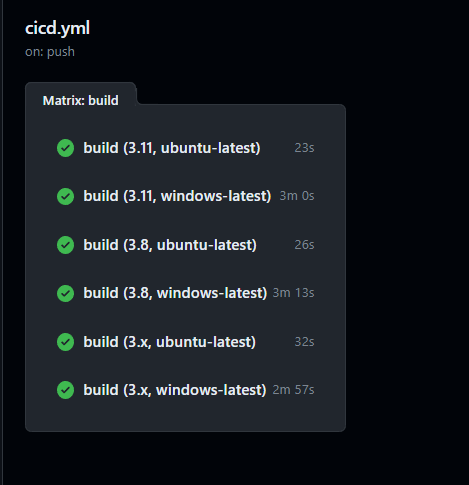 cicd.yml
on: push
Matrix: build
build (3.11, ubuntu-latest) 23s
build (3.11, windows-latest) 3m 0s
build (3.8, ubuntu-latest) 26s
build (3.8, windows-latest) 3m 13s
build (3.x, ubuntu-latest) 32s
build (3.x, windows-latest) 2m 57s